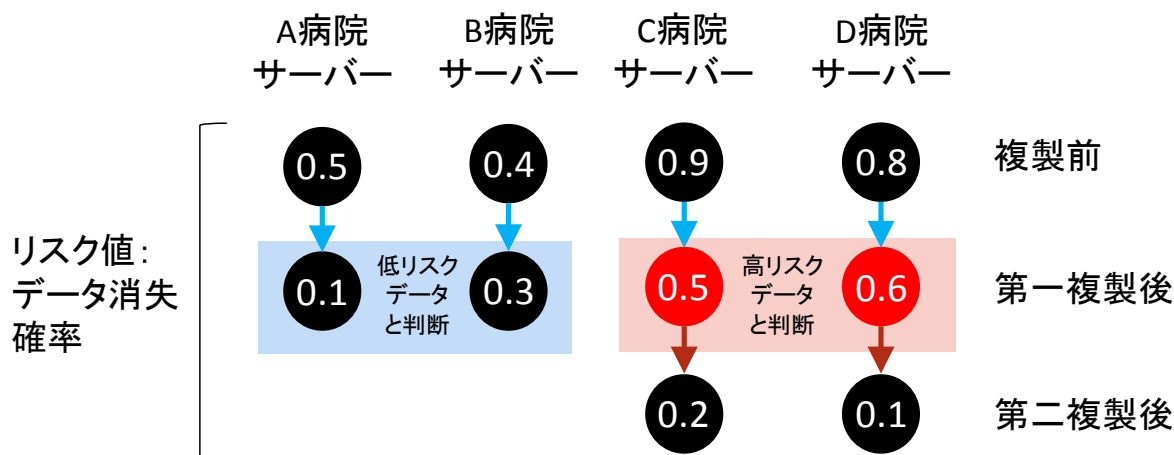 A病院
サーバー
B病院
サーバー
C病院
サーバー
D病院
サーバー
0.5
0.4
0.9
0.8
複製前
リスク値：
データ消失
確率
0.1
低リスク
データ
と判断
0.3
0.5
高リスク
データ
と判断
0.6
第一複製後
0.2
0.1
第二複製後